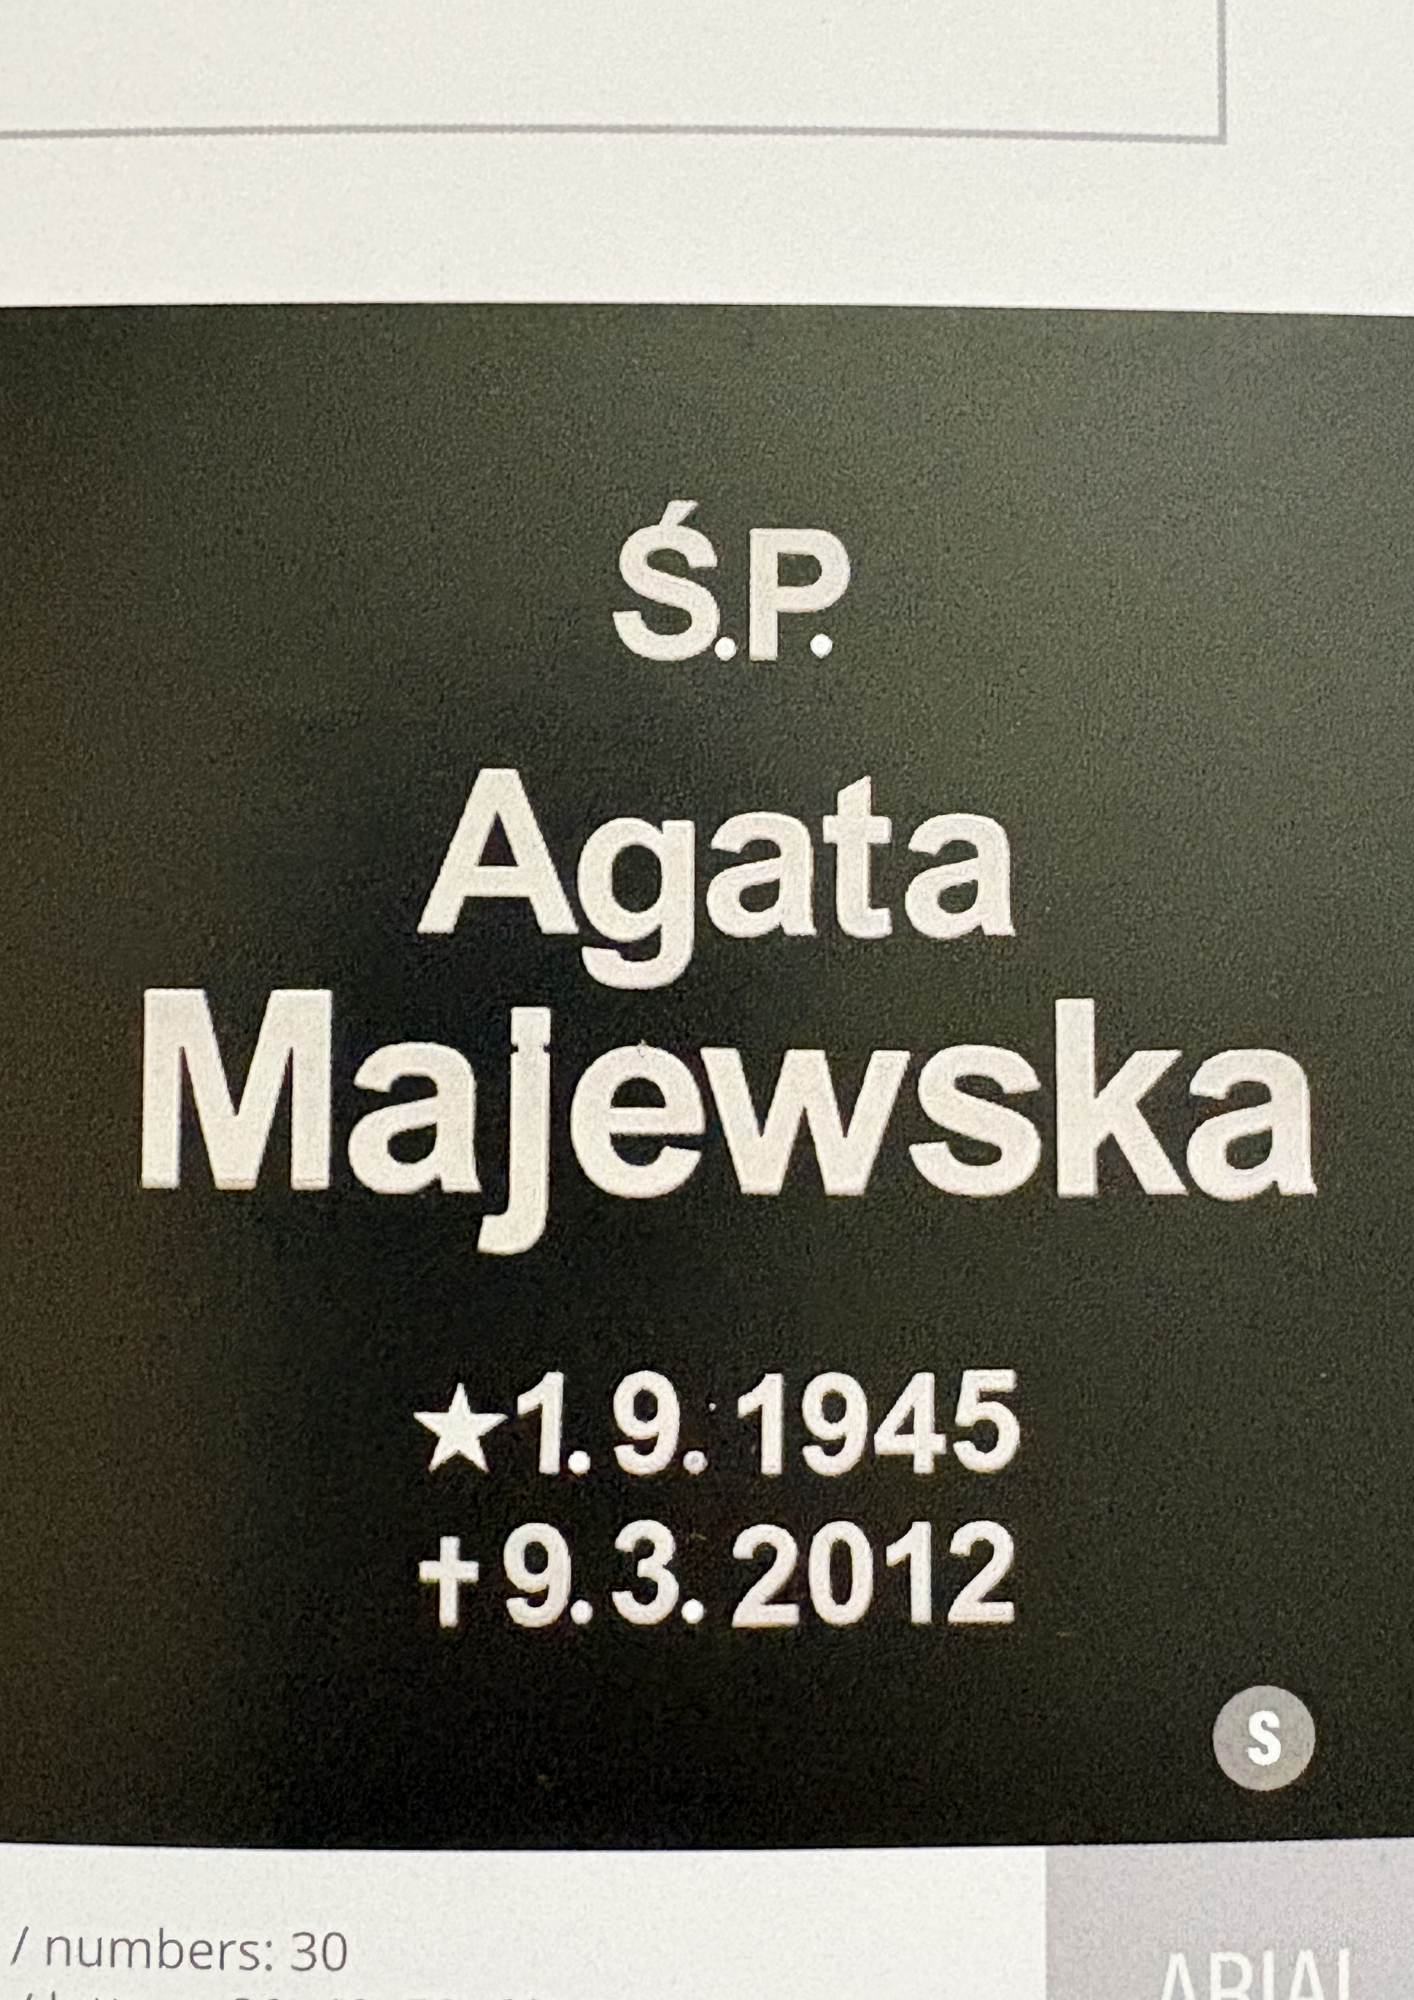 Ś.P.
Agata
Majewska
★1.9. 1945
✝9.3. 2012
S
/ numbers: 30
ARIAL